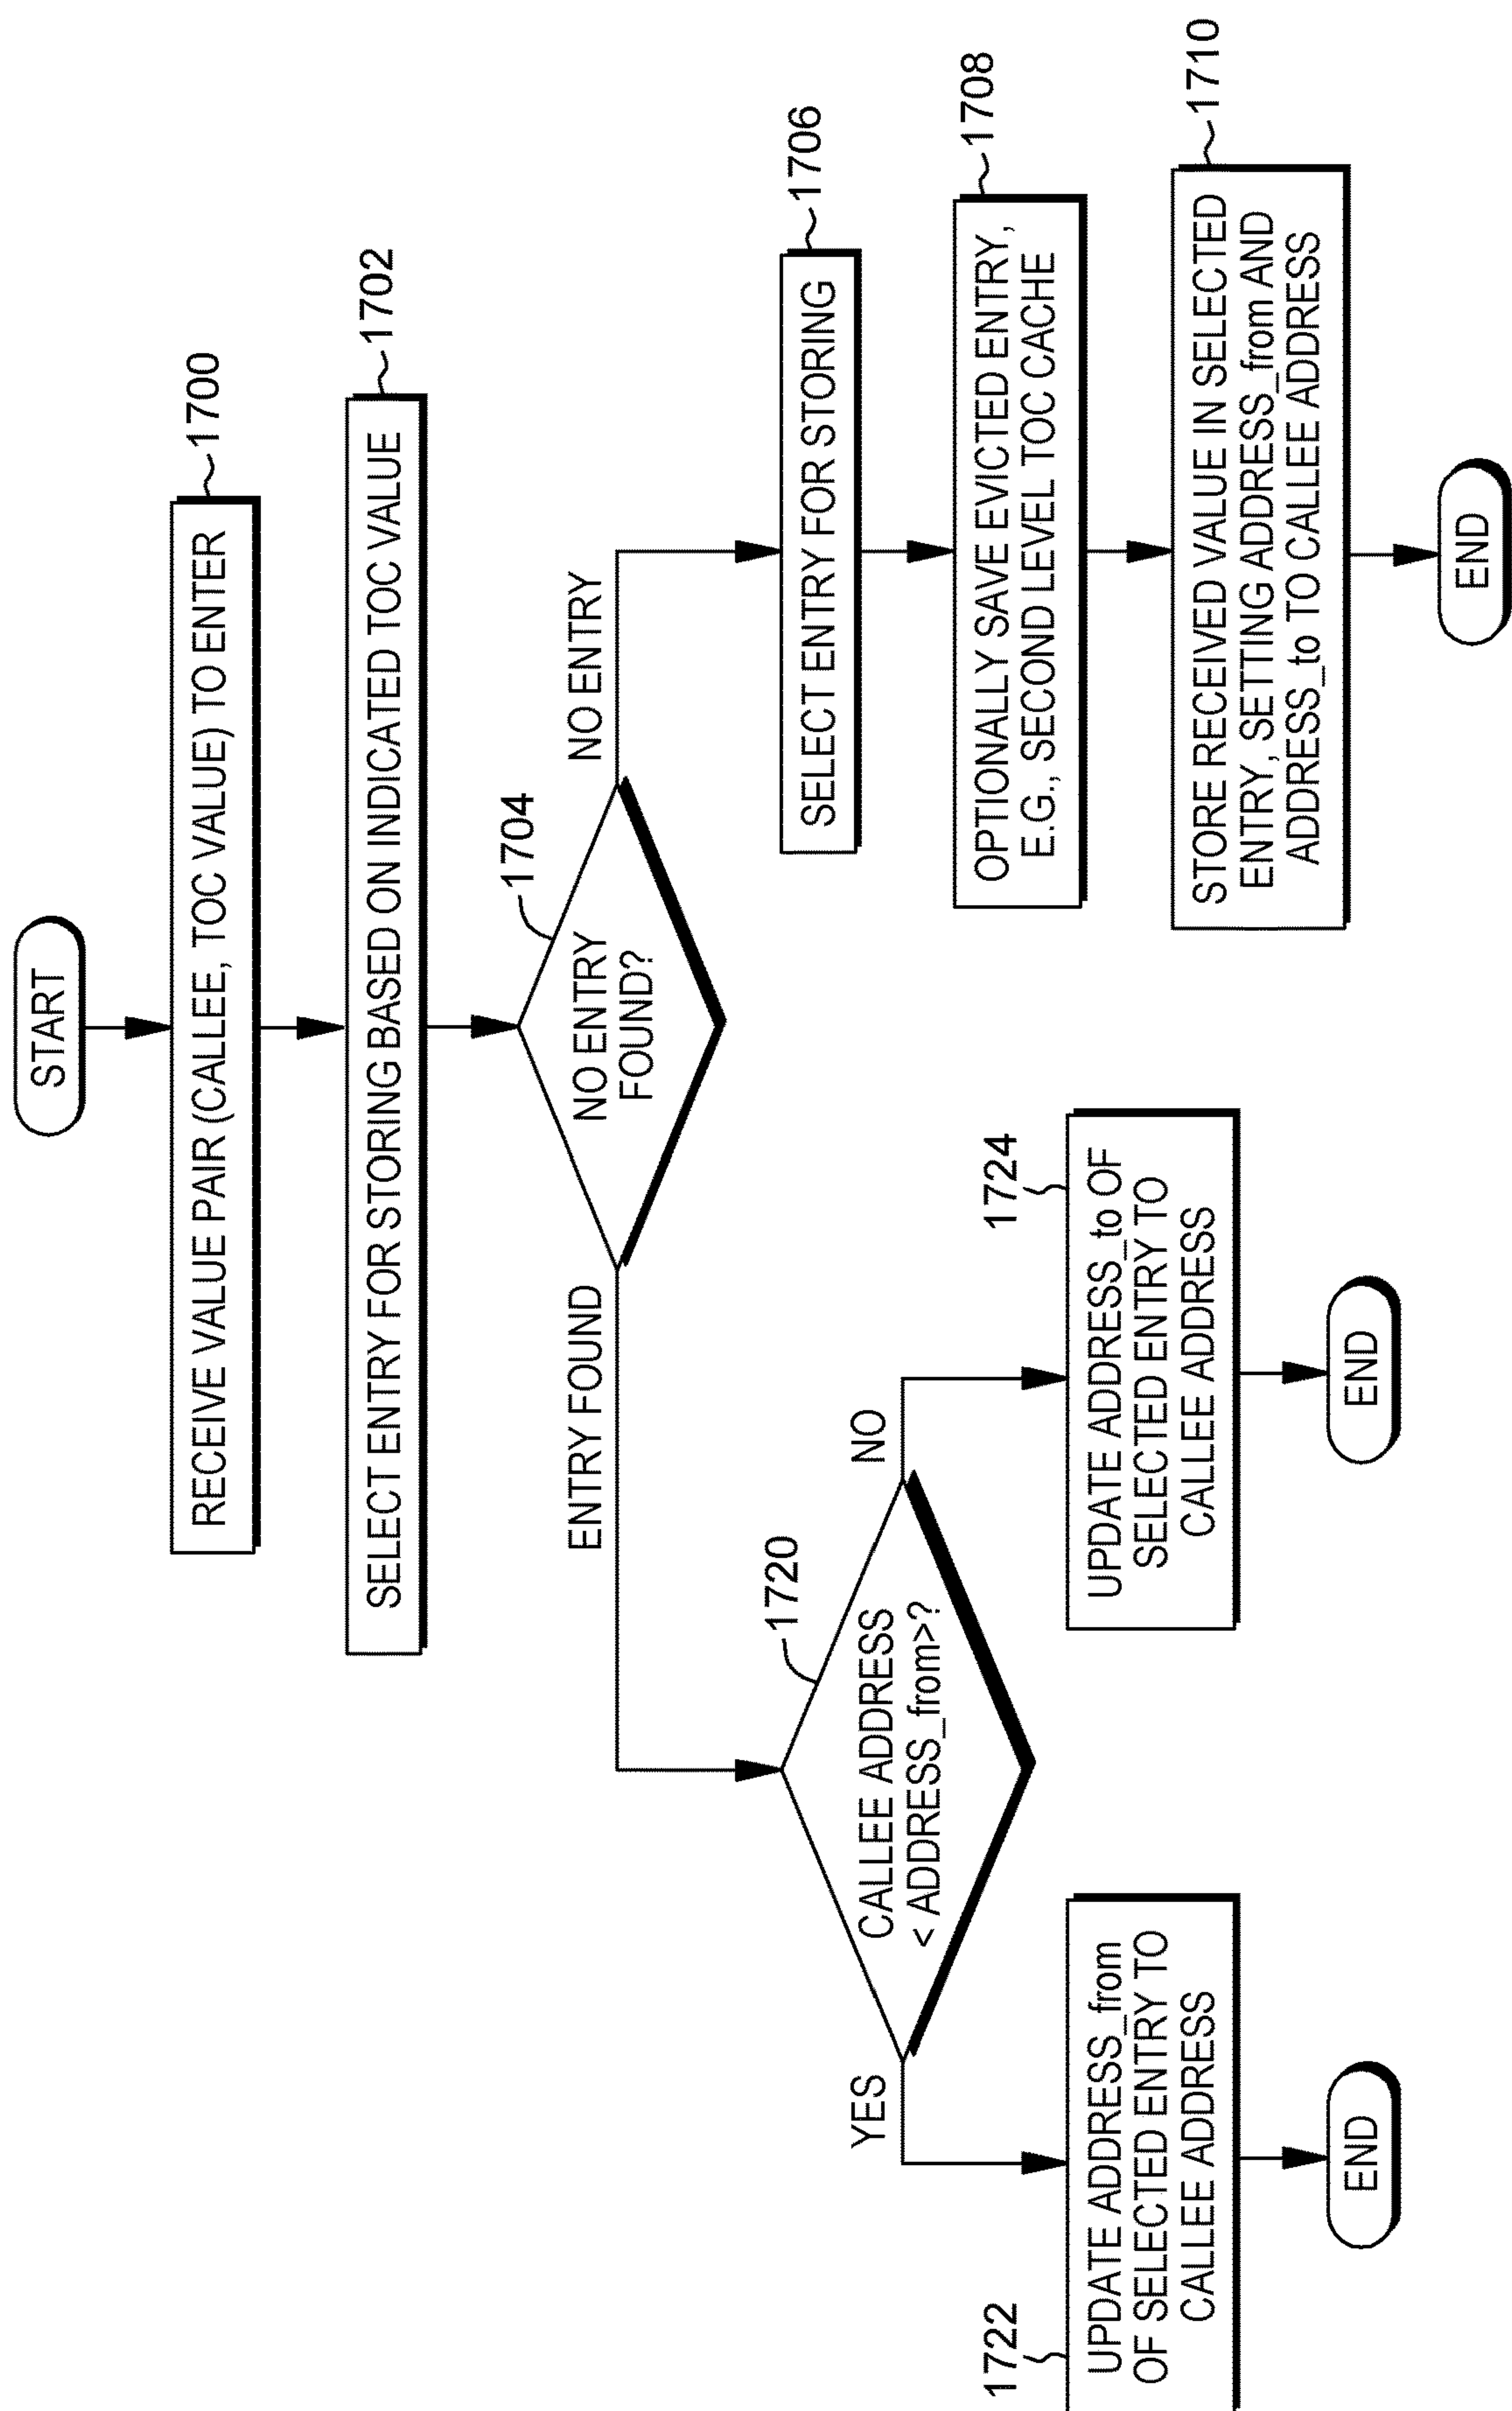 START
1700
RECEIVE VALUE PAIR (CALLEE, TOC VALUE) TO ENTER
1702
SELECT ENTRY FOR STORING BASED ON INDICATED TOC VALUE
1704
NO ENTRY
FOUND?
ENTRY FOUND
NO ENTRY
1720
CALLEE ADDRESS
< ADDRESS_from>?
YES
NO
1722
UPDATE ADDRESS_from
OF SELECTED ENTRY TO
CALLEE ADDRESS
END
1724
UPDATE ADDRESS_to OF
SELECTED ENTRY TO
CALLEE ADDRESS
END
1706
SELECT ENTRY FOR STORING
1708
OPTIONALLY SAVE EVICTED ENTRY,
E.G., SECOND LEVEL TOC CACHE
1710
STORE RECEIVED VALUE IN SELECTED
ENTRY, SETTING ADDRESS_from AND
ADDRESS_to TO CALLEE ADDRESS
END